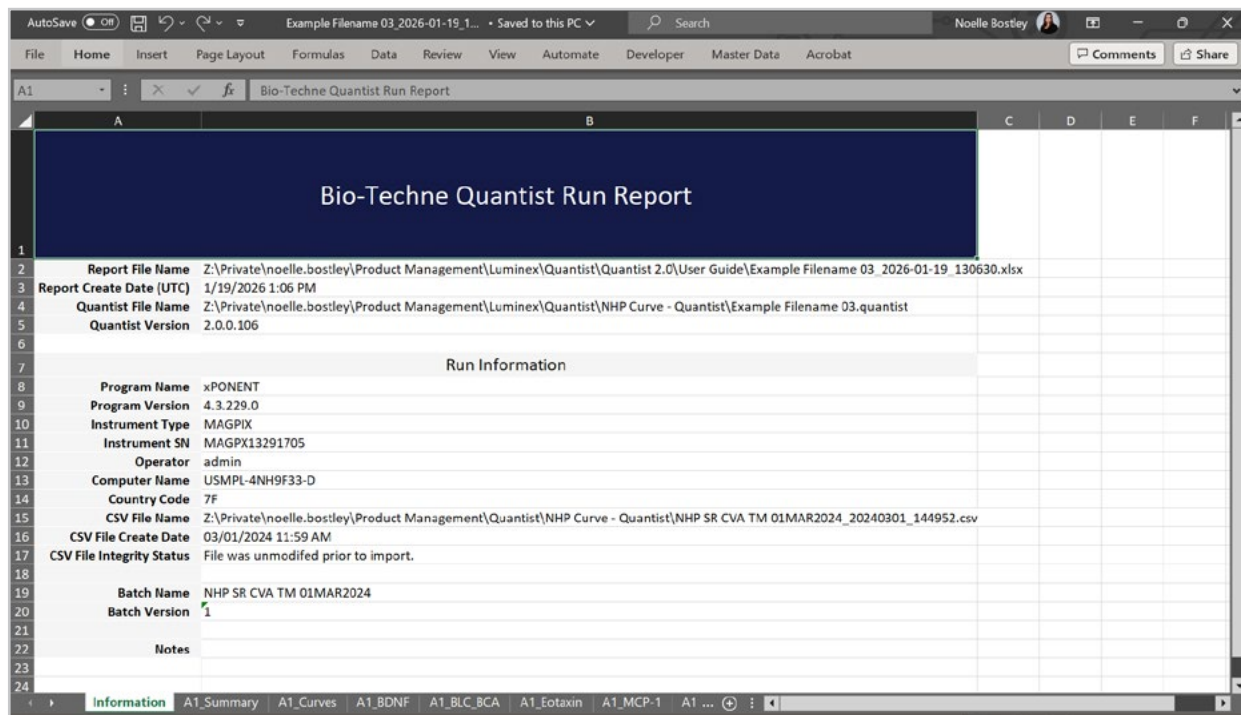 AutoSave Off Example Filename 03_2026-01-19_1... • Saved to this PC Search Noelle Bostley
File Home Insert Page Layout Formulas Data Review View Automate Developer Master Data Acrobat Comments Share
A1 fx Bio-Techne Quantist Run Report
A B C D E F
1 Bio-Techne Quantist Run Report
2 Report File Name Z:\Private\noelle.bostley\Product Management\Luminex\Quantist\Quantist 2.0\User Guide\Example Filename 03_2026-01-19_130630.xlsx
3 Report Create Date (UTC) 1/19/2026 1:06 PM
4 Quantist File Name Z:\Private\noelle.bostley\Product Management\Luminex\Quantist\NHP Curve - Quantist\Example Filename 03.quantist
5 Quantist Version 2.0.0.106
6
7 Run Information
8 Program Name xPONENT
9 Program Version 4.3.229.0
10 Instrument Type MAGPIX
11 Instrument SN MAGPX13291705
12 Operator admin
13 Computer Name USMPL-4NH9F33-D
14 Country Code 7F
15 CSV File Name Z:\Private\noelle.bostley\Product Management\Quantist\NHP Curve - Quantist\NHP SR CVA TM 01MAR2024_20240301_144952.csv
16 CSV File Create Date 03/01/2024 11:59 AM
17 CSV File Integrity Status File was unmodifed prior to import.
18
19 Batch Name NHP SR CVA TM 01MAR2024
20 Batch Version 1
21
22 Notes
23
24
Information A1_Summary A1_Curves A1_BDNF A1_BLC_BCA A1_Eotaxin A1_MCP-1 A1 ...